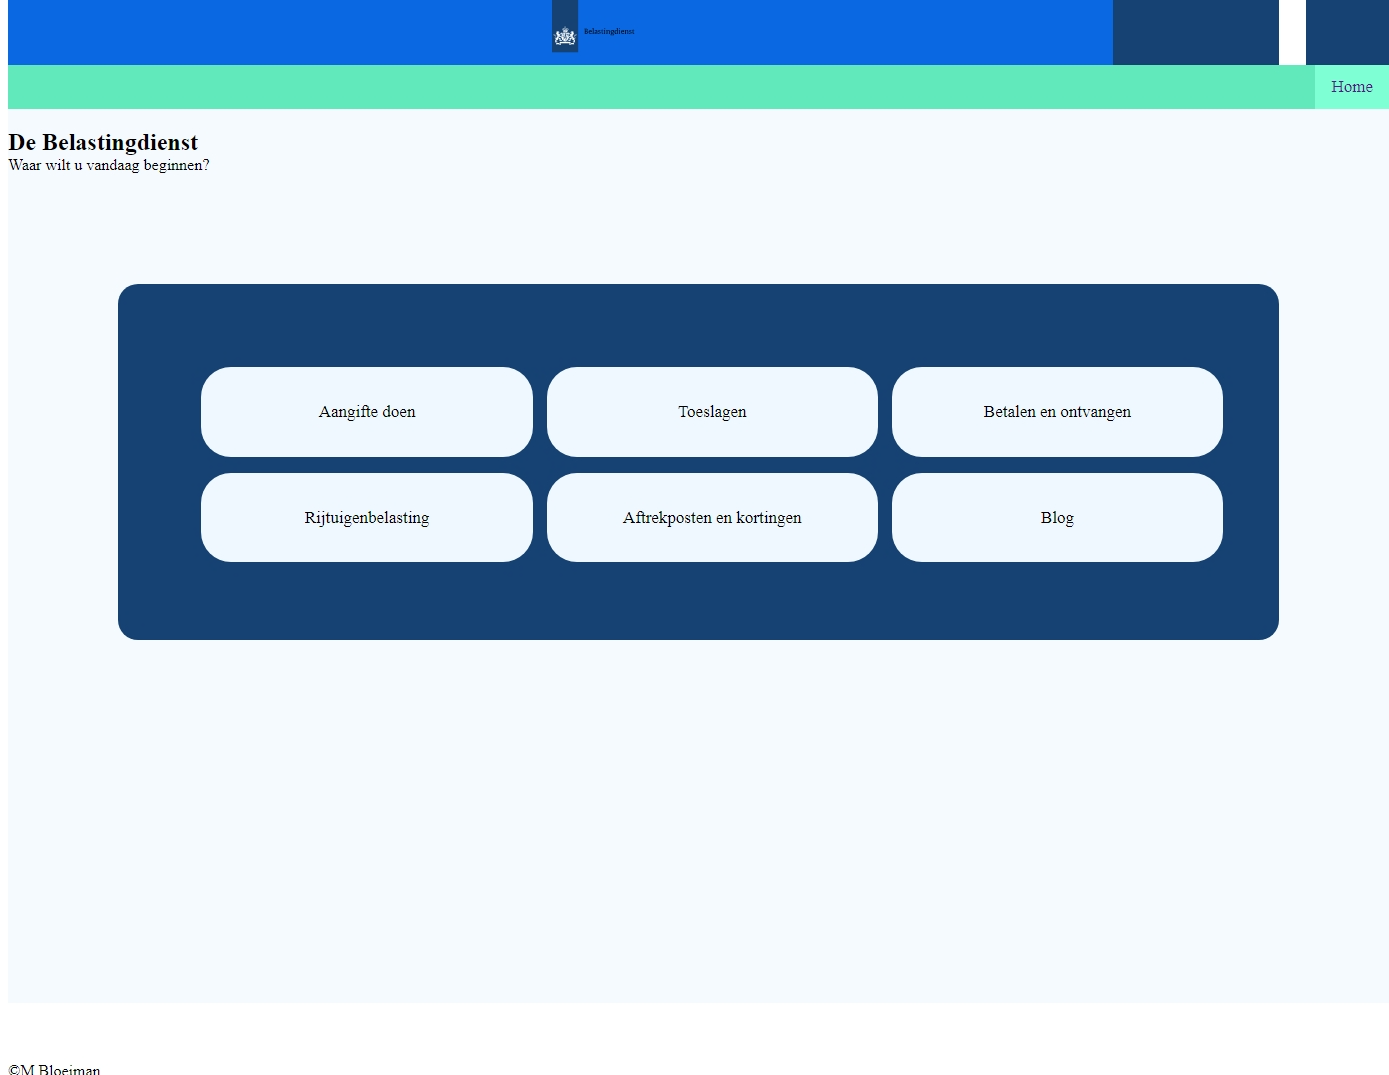 Belastingdienst
Home
De Belastingdienst
Waar wilt u vandaag beginnen?
Aangifte doen
Toeslagen
Betalen en ontvangen
Rijtuigenbelasting
Aftrekposten en kortingen
Blog
©M Bloeiman